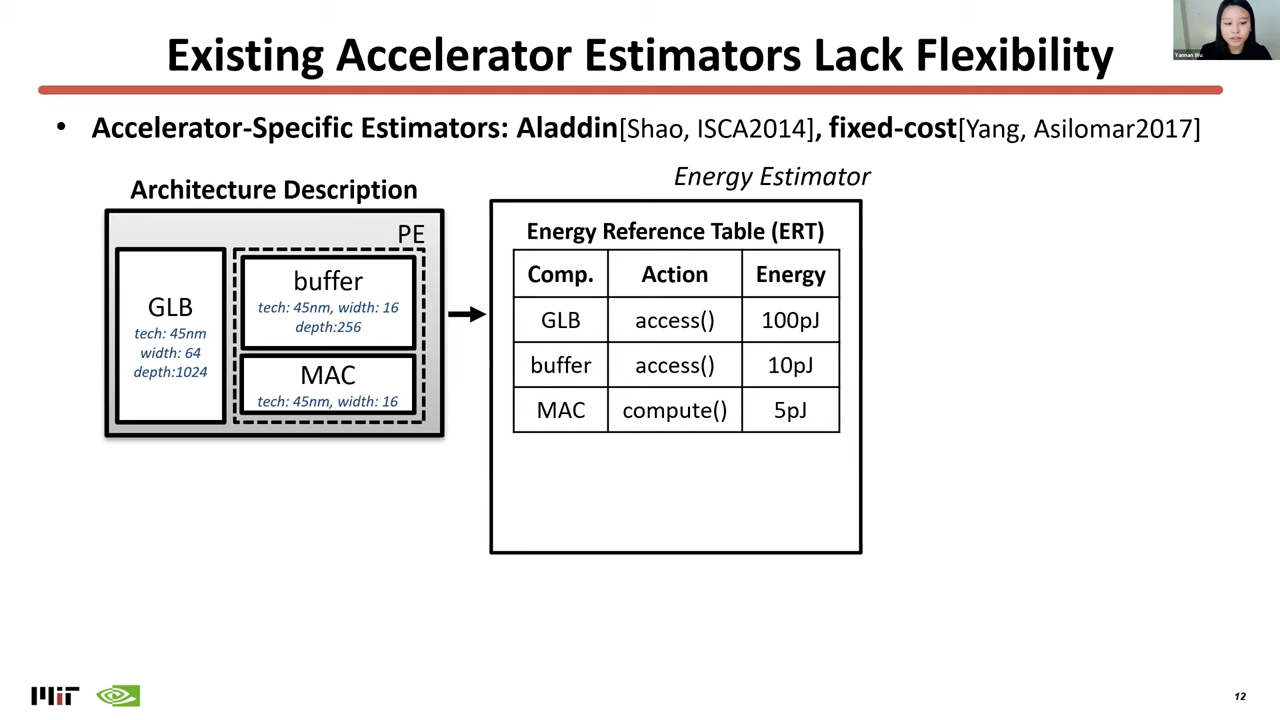 Existing Accelerator Estimators Lack Flexibility
Yannan Wu
• Accelerator-Specific Estimators: Aladdin[Shao, ISCA2014], fixed-cost[Yang, Asilomar2017]
Architecture Description
PE
GLB
tech: 45nm
width: 64
depth:1024
buffer
tech: 45nm, width: 16
depth:256
MAC
tech: 45nm, width: 16
Energy Estimator
Energy Reference Table (ERT)
Comp. Action Energy
GLB access() 100pJ
buffer access() 10pJ
MAC compute() 5pJ
MIT
12